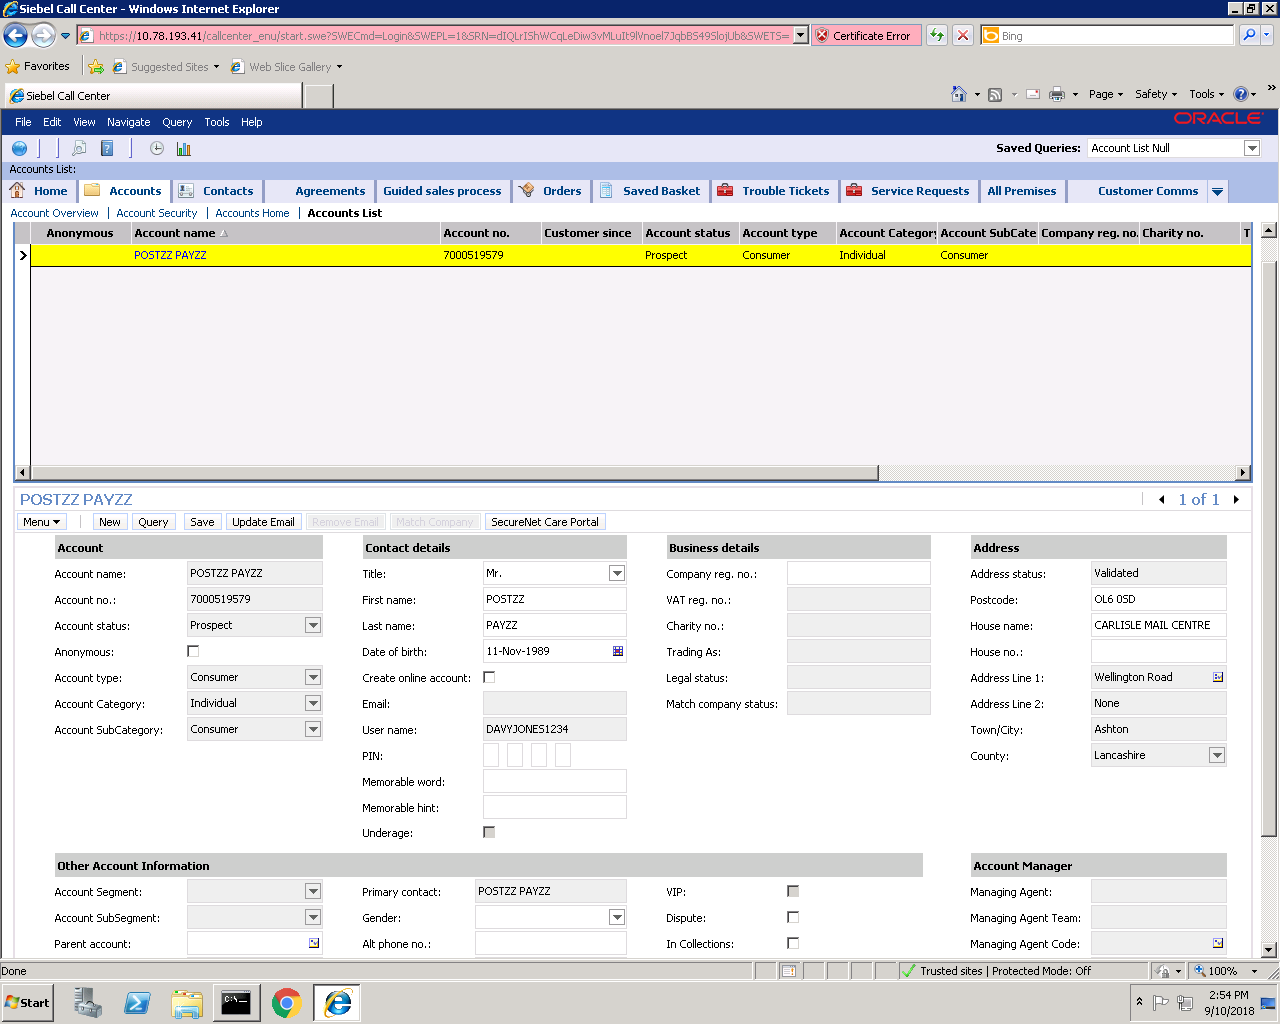 Siebel Call Center - Windows Internet Explorer
https://10.78.193.41/callcenter_enu/start.swe?SWECmd=Login&SWEPL=1&SRN=dIQLrIShWCqLeDiw3vMLuIt9lVnoel7JqbBS49SlojUb&SWETS= Certificate Error Bing
Favorites Suggested Sites Web Slice Gallery
Siebel Call Center Page Safety Tools
File Edit View Navigate Query Tools Help ORACLE
Saved Queries: Account List Null
Accounts List:
Home Accounts Contacts Agreements Guided sales process Orders Saved Basket Trouble Tickets Service Requests All Premises Customer Comms
Account Overview Account Security Accounts Home Accounts List
Anonymous Account name Account no. Customer since Account status Account type Account Category Account SubCate Company reg. no. Charity no. T
POSTZZ PAYZZ 7000519579 Prospect Consumer Individual Consumer
POSTZZ PAYZZ 1 of 1
Menu New Query Save Update Email Remove Email Match Company SecureNet Care Portal
Account Contact details Business details Address
Account name: POSTZZ PAYZZ Title: Mr. Company reg. no.: Address status: Validated
Account no.: 7000519579 First name: POSTZZ VAT reg. no.: Postcode: OL6 0SD
Account status: Prospect Last name: PAYZZ Charity no.: House name: CARLISLE MAIL CENTRE
Anonymous: Date of birth: 11-Nov-1989 Trading As: House no.:
Account type: Consumer Create online account: Legal status: Address Line 1: Wellington Road
Account Category: Individual Email: Match company status: Address Line 2: None
Account SubCategory: Consumer User name: DAVYJONES1234 Town/City: Ashton
PIN: County: Lancashire
Memorable word:
Memorable hint:
Underage:
Other Account Information Account Manager
Account Segment: Primary contact: POSTZZ PAYZZ VIP: Managing Agent:
Account SubSegment: Gender: Dispute: Managing Agent Team:
Parent account: Alt phone no.: In Collections: Managing Agent Code:
Done Trusted sites | Protected Mode: Off 100%
Start 2:54 PM
9/10/2018